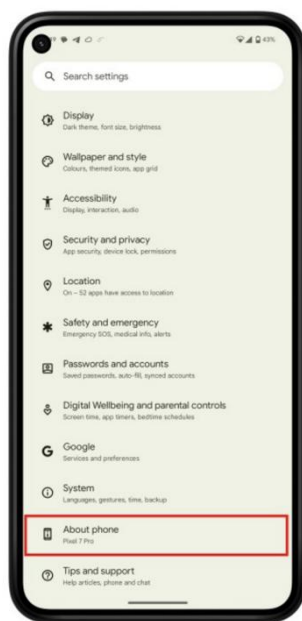 43%
Search settings
Display
Dark theme, font size, brightness
Wallpaper and style
Colours, themed icons, app grid
Accessibility
Display, interaction, audio
Security and privacy
App security, device lock, permissions
Location
On – 52 apps have access to location
Safety and emergency
Emergency SOS, medical info, alerts
Passwords and accounts
Saved passwords, auto-fill, synced accounts
Digital Wellbeing and parental controls
Screen time, app timers, bedtime schedules
Google
Services and preferences
System
Languages, gestures, time, backup
About phone
Pixel 7 Pro
Tips and support
Help articles, phone and chat